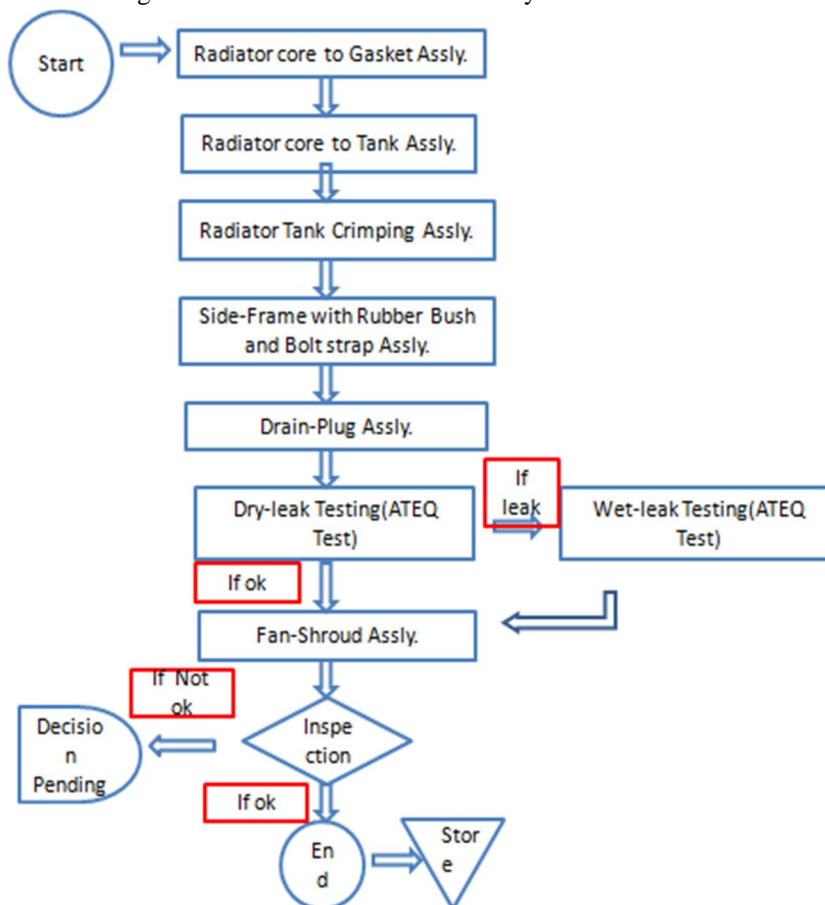 Start
Radiator core to Gasket Assly.
Radiator core to Tank Assly.
Radiator Tank Crimping Assly.
Side-Frame with Rubber Bush
and Bolt strap Assly.
Drain-Plug Assly.
If
leak
Dry-leak Testing(ATEQ
Test)
Wet-leak Testing(ATEQ
Test)
If ok
Fan-Shroud Assly.
If Not
ok
Decisio
n
Pending
Inspe
ction
If ok
En
d
Stor
e